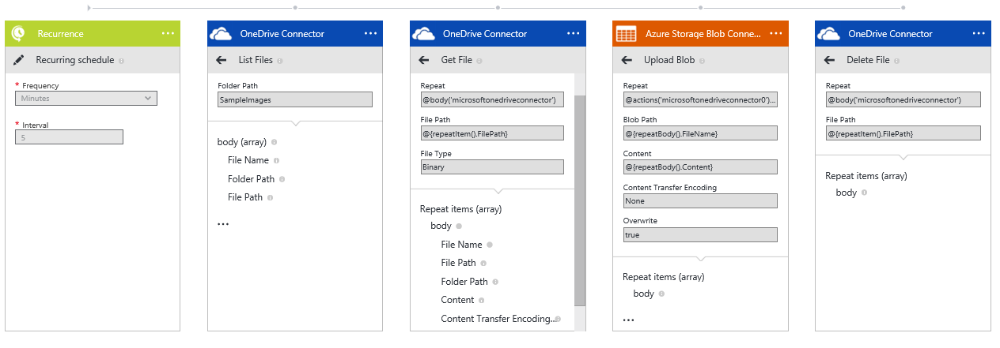 Recurrence
Recurring schedule
* Frequency
Minutes
* Interval
5
OneDrive Connector
List Files
Folder Path
SampleImages
body (array)
File Name
Folder Path
File Path
...
OneDrive Connector
Get File
Repeat
@body('microsoftonedriveconnector')
File Path
@{repeatItem().FilePath}
File Type
Binary
Repeat items (array)
body
File Name
File Path
Folder Path
Content
Content Transfer Encoding...
Azure Storage Blob Conne...
Upload Blob
Repeat
@actions('microsoftonedriveconnector0')...
Blob Path
@{repeatBody().FileName}
Content
@{repeatBody().Content}
Content Transfer Encoding
None
Overwrite
true
Repeat items (array)
body
...
OneDrive Connector
Delete File
Repeat
@body('microsoftonedriveconnector')
File Path
@{repeatItem().FilePath}
Repeat items (array)
body